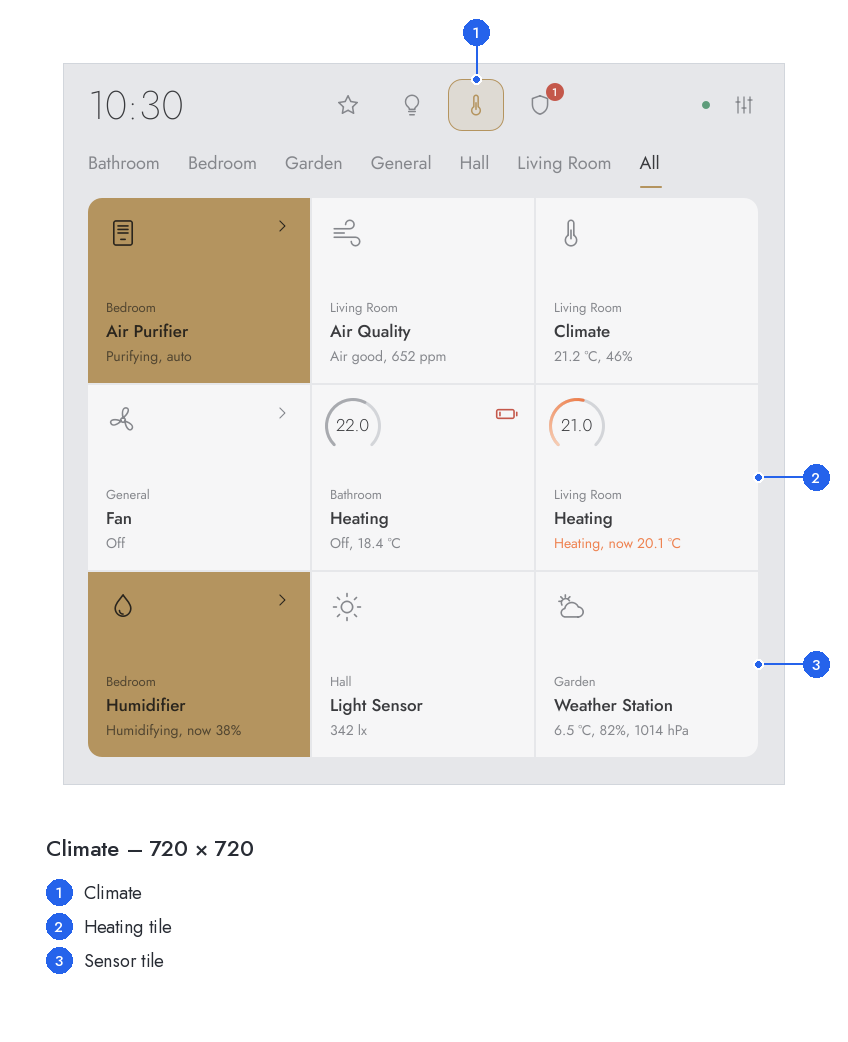 1
10:30
1
Bathroom Bedroom Garden General Hall Living Room All
Bedroom
Air Purifier
Purifying, auto
Living Room
Air Quality
Air good, 652 ppm
Living Room
Climate
21.2 °C, 46%
General
Fan
Off
22.0
Bathroom
Heating
Off, 18.4 °C
21.0
Living Room
Heating
Heating, now 20.1 °C
2
Bedroom
Humidifier
Humidifying, now 38%
Hall
Light Sensor
342 lx
Garden
Weather Station
6.5 °C, 82%, 1014 hPa
3
Climate – 720 × 720
1 Climate
2 Heating tile
3 Sensor tile